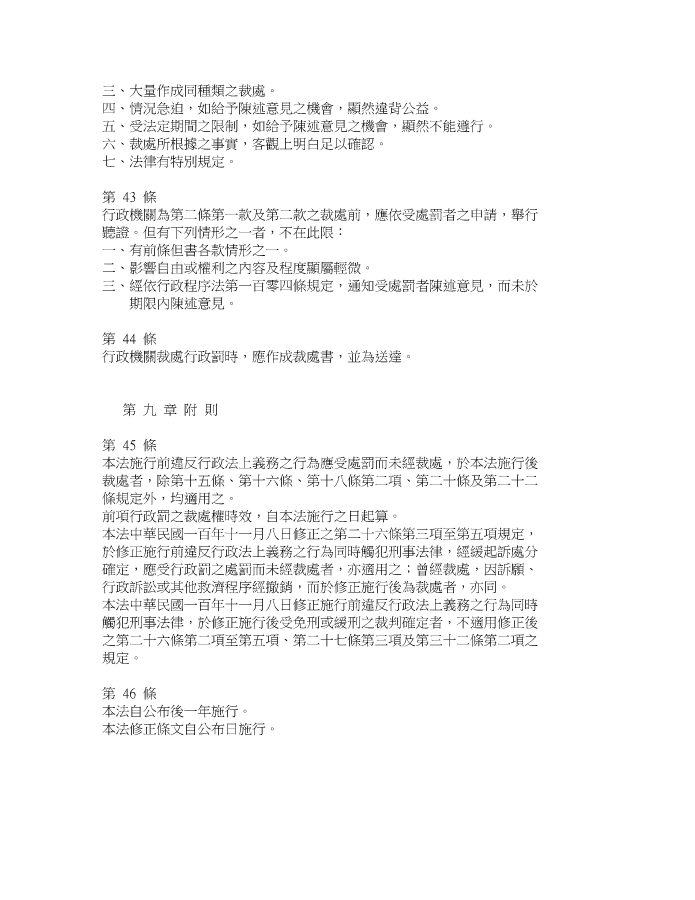 三、大量作成同種類之裁處。
四、情況急迫，如給予陳述意見之機會，顯然違背公益。
五、受法定期間之限制，如給予陳述意見之機會，顯然不能遵行。
六、裁處所根據之事實，客觀上明白足以確認。
七、法律有特別規定。
第 43 條
行政機關為第二條第一款及第二款之裁處前，應依受處罰者之申請，舉行
聽證。但有下列情形之一者，不在此限：
一、有前條但書各款情形之一。
二、影響自由或權利之內容及程度顯屬輕微。
三、經依行政程序法第一百零四條規定，通知受處罰者陳述意見，而未於
期限內陳述意見。
第 44 條
行政機關裁處行政罰時，應作成裁處書，並為送達。
第 九 章 附 則
第 45 條
本法施行前違反行政法上義務之行為應受處罰而未經裁處，於本法施行後
裁處者，除第十五條、第十六條、第十八條第二項、第二十條及第二十二
條規定外，均適用之。
前項行政罰之裁處權時效，自本法施行之日起算。
本法中華民國一百年十一月八日修正之第二十六條第三項至第五項規定，
於修正施行前違反行政法上義務之行為同時觸犯刑事法律，經緩起訴處分
確定，應受行政罰之處罰而未經裁處者，亦適用之；曾經裁處，因訴願、
行政訴訟或其他救濟程序經撤銷，而於修正施行後為裁處者，亦同。
本法中華民國一百年十一月八日修正施行前違反行政法上義務之行為同時
觸犯刑事法律，於修正施行後受免刑或緩刑之裁判確定者，不適用修正後
之第二十六條第二項至第五項、第二十七條第三項及第三十二條第二項之
規定。
第 46 條
本法自公布後一年施行。
本法修正條文自公布日施行。